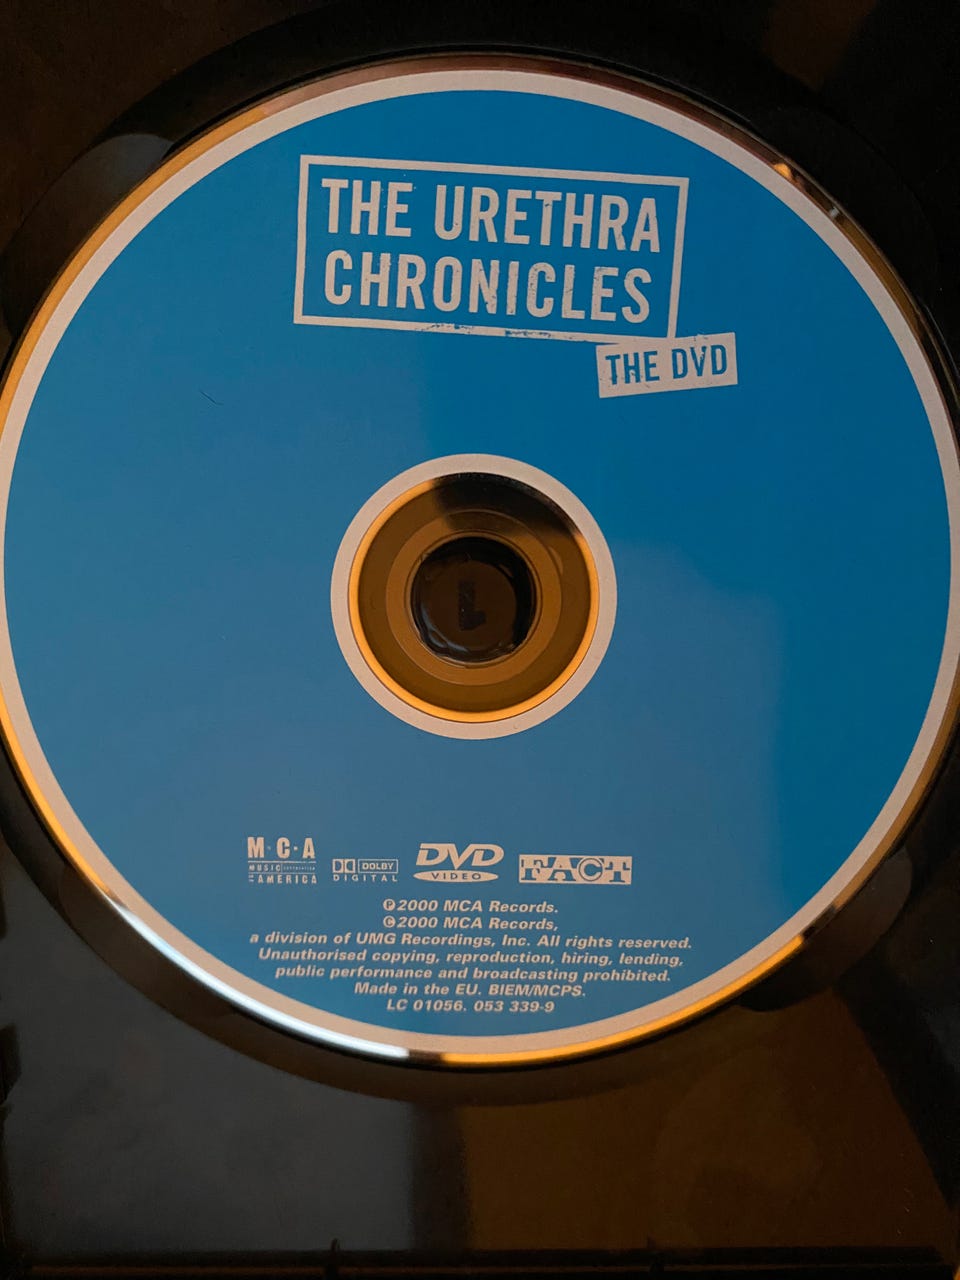 THE URETHRA
CHRONICLES
THE DVD
M·C·A
MUSIC CORPORATION
OF AMERICA
DOLBY
DIGITAL
DVD
VIDEO
FACT
℗2000 MCA Records.
©2000 MCA Records,
a division of UMG Recordings, Inc. All rights reserved.
Unauthorised copying, reproduction, hiring, lending,
public performance and broadcasting prohibited.
Made in the EU. BIEM/MCPS.
LC 01056. 053 339-9